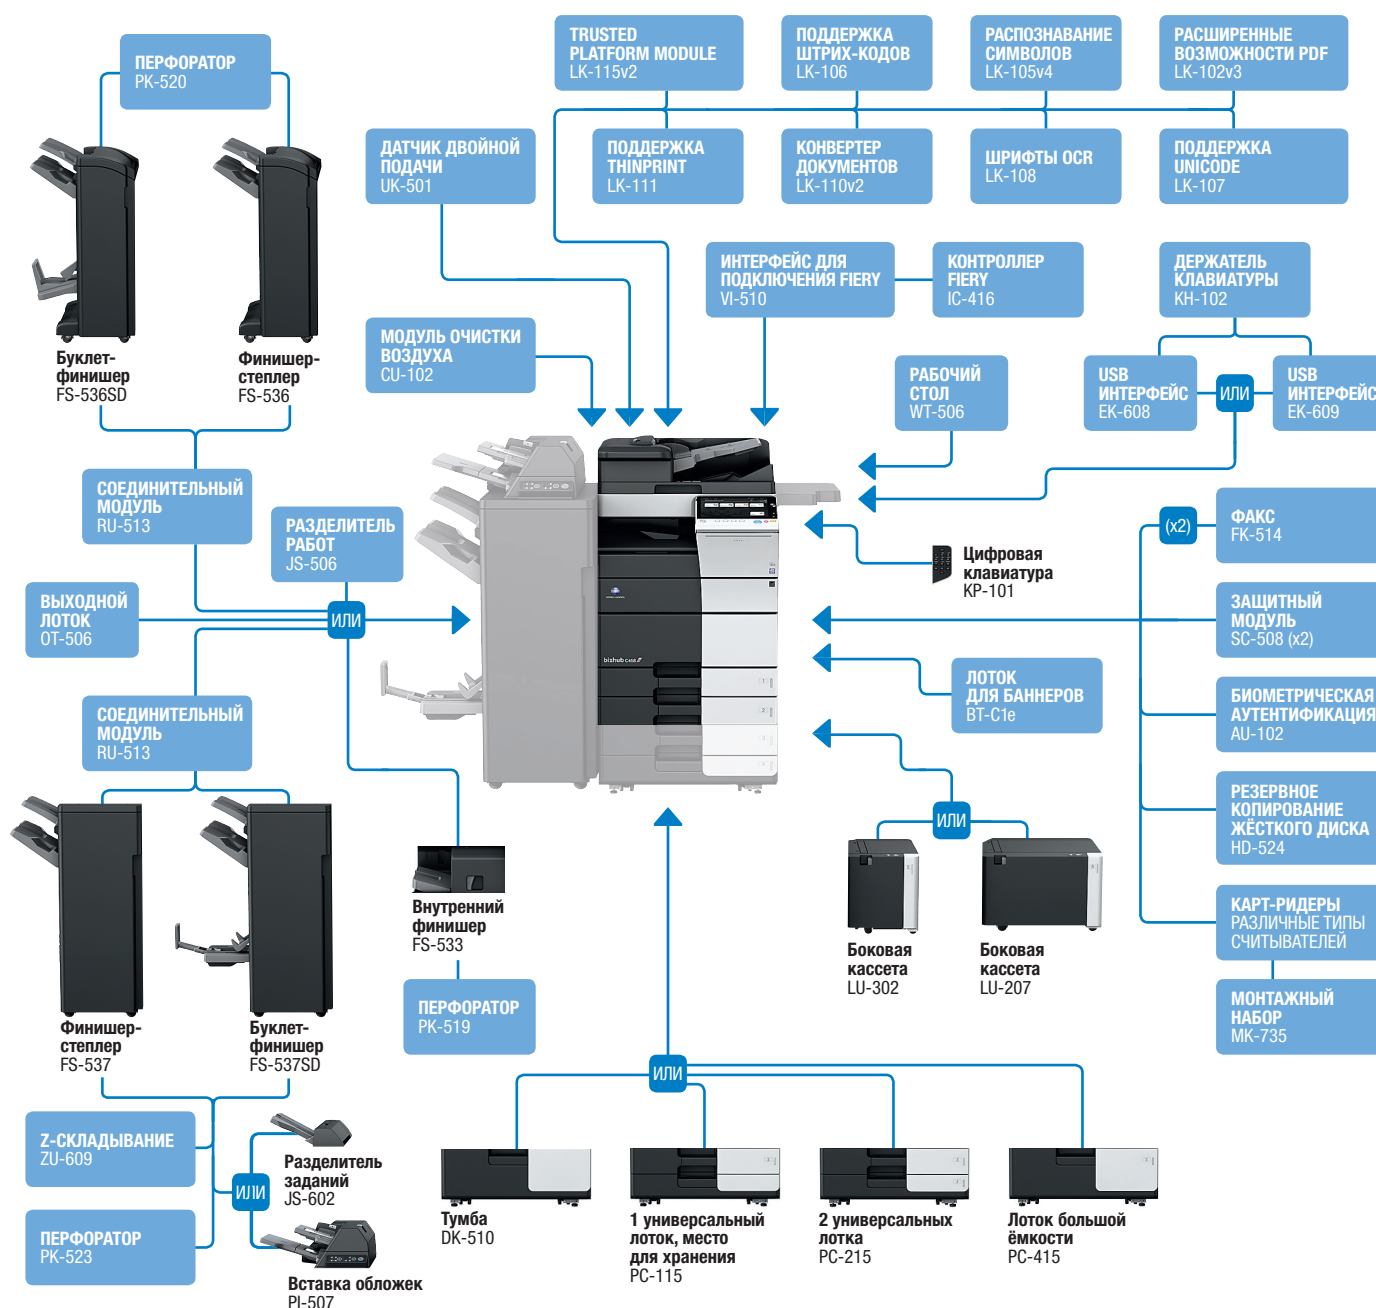 ПЕРФОРАТОР
PK-520
TRUSTED
PLATFORM MODULE
LK-115v2
ПОДДЕРЖКА
ШТРИХ-КОДОВ
LK-106
РАСПОЗНАВАНИЕ
СИМВОЛОВ
LK-105v4
РАСШИРЕННЫЕ
ВОЗМОЖНОСТИ PDF
LK-102v3
ДАТЧИК ДВОЙНОЙ
ПОДАЧИ
UK-501
ПОДДЕРЖКА
THINPRINT
LK-111
КОНВЕРТЕР
ДОКУМЕНТОВ
LK-110v2
ШРИФТЫ OCR
LK-108
ПОДДЕРЖКА
UNICODE
LK-107
ИНТЕРФЕЙС ДЛЯ
ПОДКЛЮЧЕНИЯ FIERY
VI-510
КОНТРОЛЛЕР
FIERY
IC-416
ДЕРЖАТЕЛЬ
КЛАВИАТУРЫ
KH-102
МОДУЛЬ ОЧИСТКИ
ВОЗДУХА
CU-102
Буклет-
финишер
FS-536SD
Финишер-
степлер
FS-536
РАБОЧИЙ
СТОЛ
WT-506
USB
ИНТЕРФЕЙС
EK-608
ИЛИ
USB
ИНТЕРФЕЙС
EK-609
СОЕДИНИТЕЛЬНЫЙ
МОДУЛЬ
RU-513
РАЗДЕЛИТЕЛЬ
РАБОТ
JS-506
(x2)
ФАКС
FK-514
Цифровая
клавиатура
KP-101
ВЫХОДНОЙ
ЛОТОК
OT-506
ИЛИ
ЗАЩИТНЫЙ
МОДУЛЬ
SC-508 (x2)
bizhub C458
1
2
ЛОТОК
ДЛЯ БАННЕРОВ
BT-C1e
СОЕДИНИТЕЛЬНЫЙ
МОДУЛЬ
RU-513
БИОМЕТРИЧЕСКАЯ
АУТЕНТИФИКАЦИЯ
AU-102
РЕЗЕРВНОЕ
КОПИРОВАНИЕ
ЖЁСТКОГО ДИСКА
HD-524
ИЛИ
Внутренний
финишер
FS-533
Боковая
кассета
LU-302
Боковая
кассета
LU-207
КАРТ-РИДЕРЫ
РАЗЛИЧНЫЕ ТИПЫ
СЧИТЫВАТЕЛЕЙ
ПЕРФОРАТОР
PK-519
МОНТАЖНЫЙ
НАБОР
MK-735
Финишер-
степлер
FS-537
Буклет-
финишер
FS-537SD
ИЛИ
Z-СКЛАДЫВАНИЕ
ZU-609
Разделитель
заданий
JS-602
ИЛИ
ПЕРФОРАТОР
PK-523
Вставка обложек
PI-507
Тумба
DK-510
1 универсальный
лоток, место
для хранения
PC-115
2 универсальных
лотка
PC-215
Лоток большой
ёмкости
PC-415